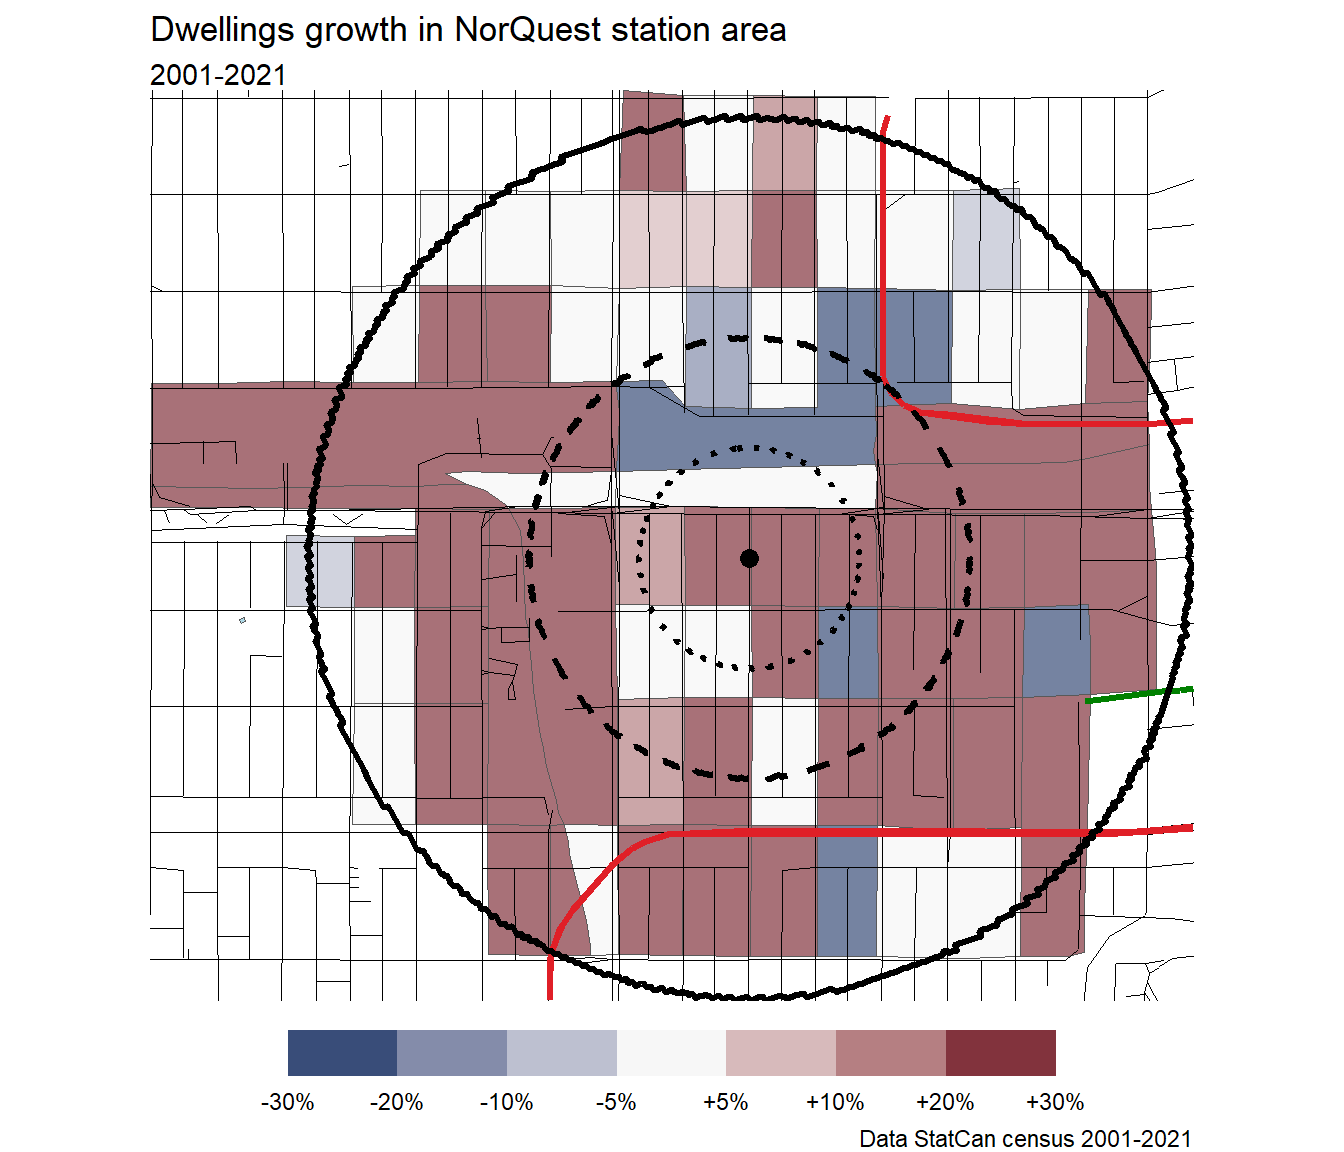 Dwellings growth in NorQuest station area
2001-2021
-30% -20% -10% -5% +5% +10% +20% +30%
Data StatCan census 2001-2021